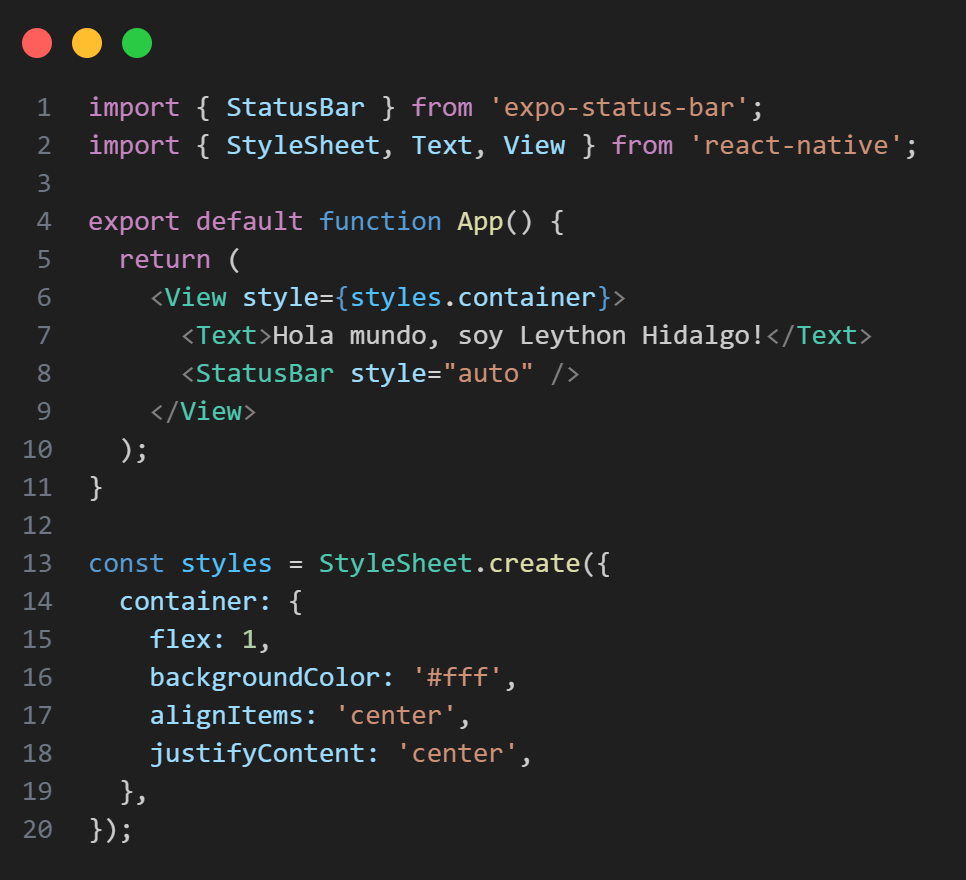 1 import { StatusBar } from 'expo-status-bar';
2 import { StyleSheet, Text, View } from 'react-native';
3
4 export default function App() {
5   return (
6     <View style={styles.container}>
7       <Text>Hola mundo, soy Leython Hidalgo!</Text>
8       <StatusBar style="auto" />
9     </View>
10   );
11 }
12
13 const styles = StyleSheet.create({
14   container: {
15     flex: 1,
16     backgroundColor: '#fff',
17     alignItems: 'center',
18     justifyContent: 'center',
19   },
20 });